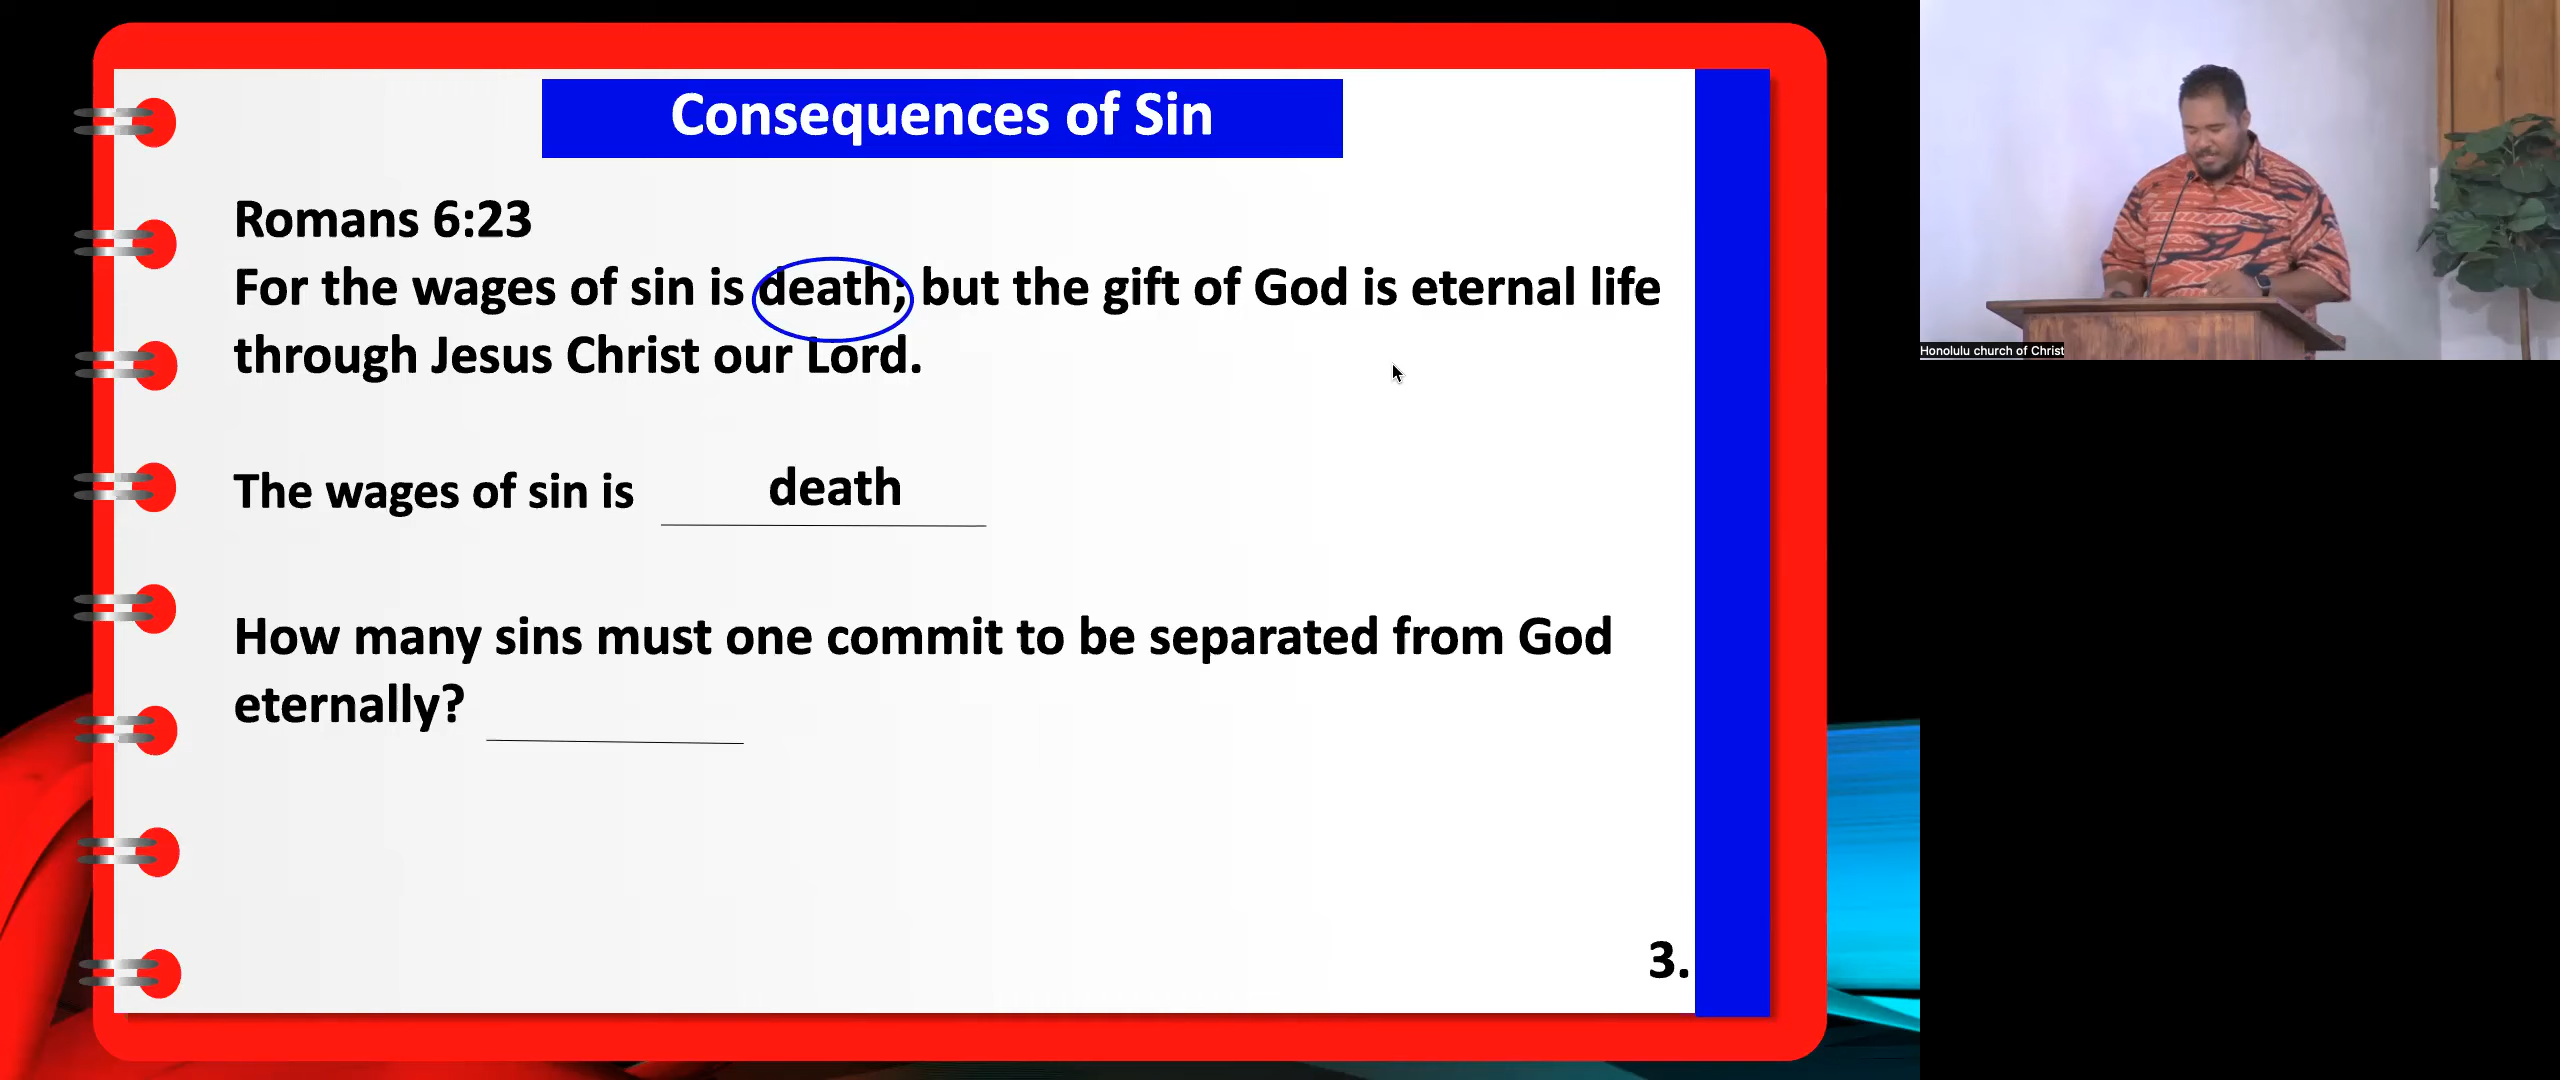 Consequences of Sin
Romans 6:23
For the wages of sin is death; but the gift of God is eternal life
through Jesus Christ our Lord.
The wages of sin is death
How many sins must one commit to be separated from God
eternally?
3.
Honolulu church of Christ